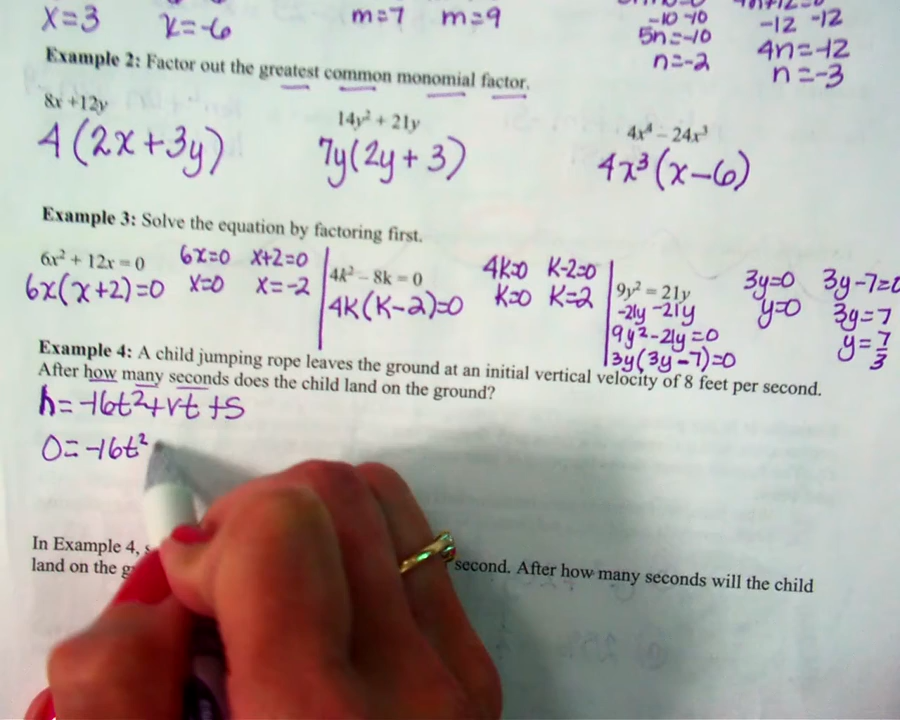 x=3 x=-6 m=7 m=9
-10 -10 -12 -12
5n=-10 4n=-12
n=-2 n=-3
Example 2: Factor out the greatest common monomial factor.
8x + 12y 14y² + 21y 4x⁴ – 24x³
4(2x+3y) 7y(2y+3) 4x³(x-6)
Example 3: Solve the equation by factoring first.
6x² + 12x = 0 6x=0 x+2=0 4k² – 8k = 0 4k=0 k-2=0 9y² = 21y 3y=0 3y-7=0
6x(x+2)=0 x=0 x=-2 4k(k-2)=0 k=0 k=2 -21y -21y y=0 3y=7
9y²-21y=0 y=7/3
3y(3y-7)=0
Example 4: A child jumping rope leaves the ground at an initial vertical velocity of 8 feet per second.
After how many seconds does the child land on the ground?
h=-16t²+vt+s
0=-16t²
In Example 4, second. After how many seconds will the child
land on the